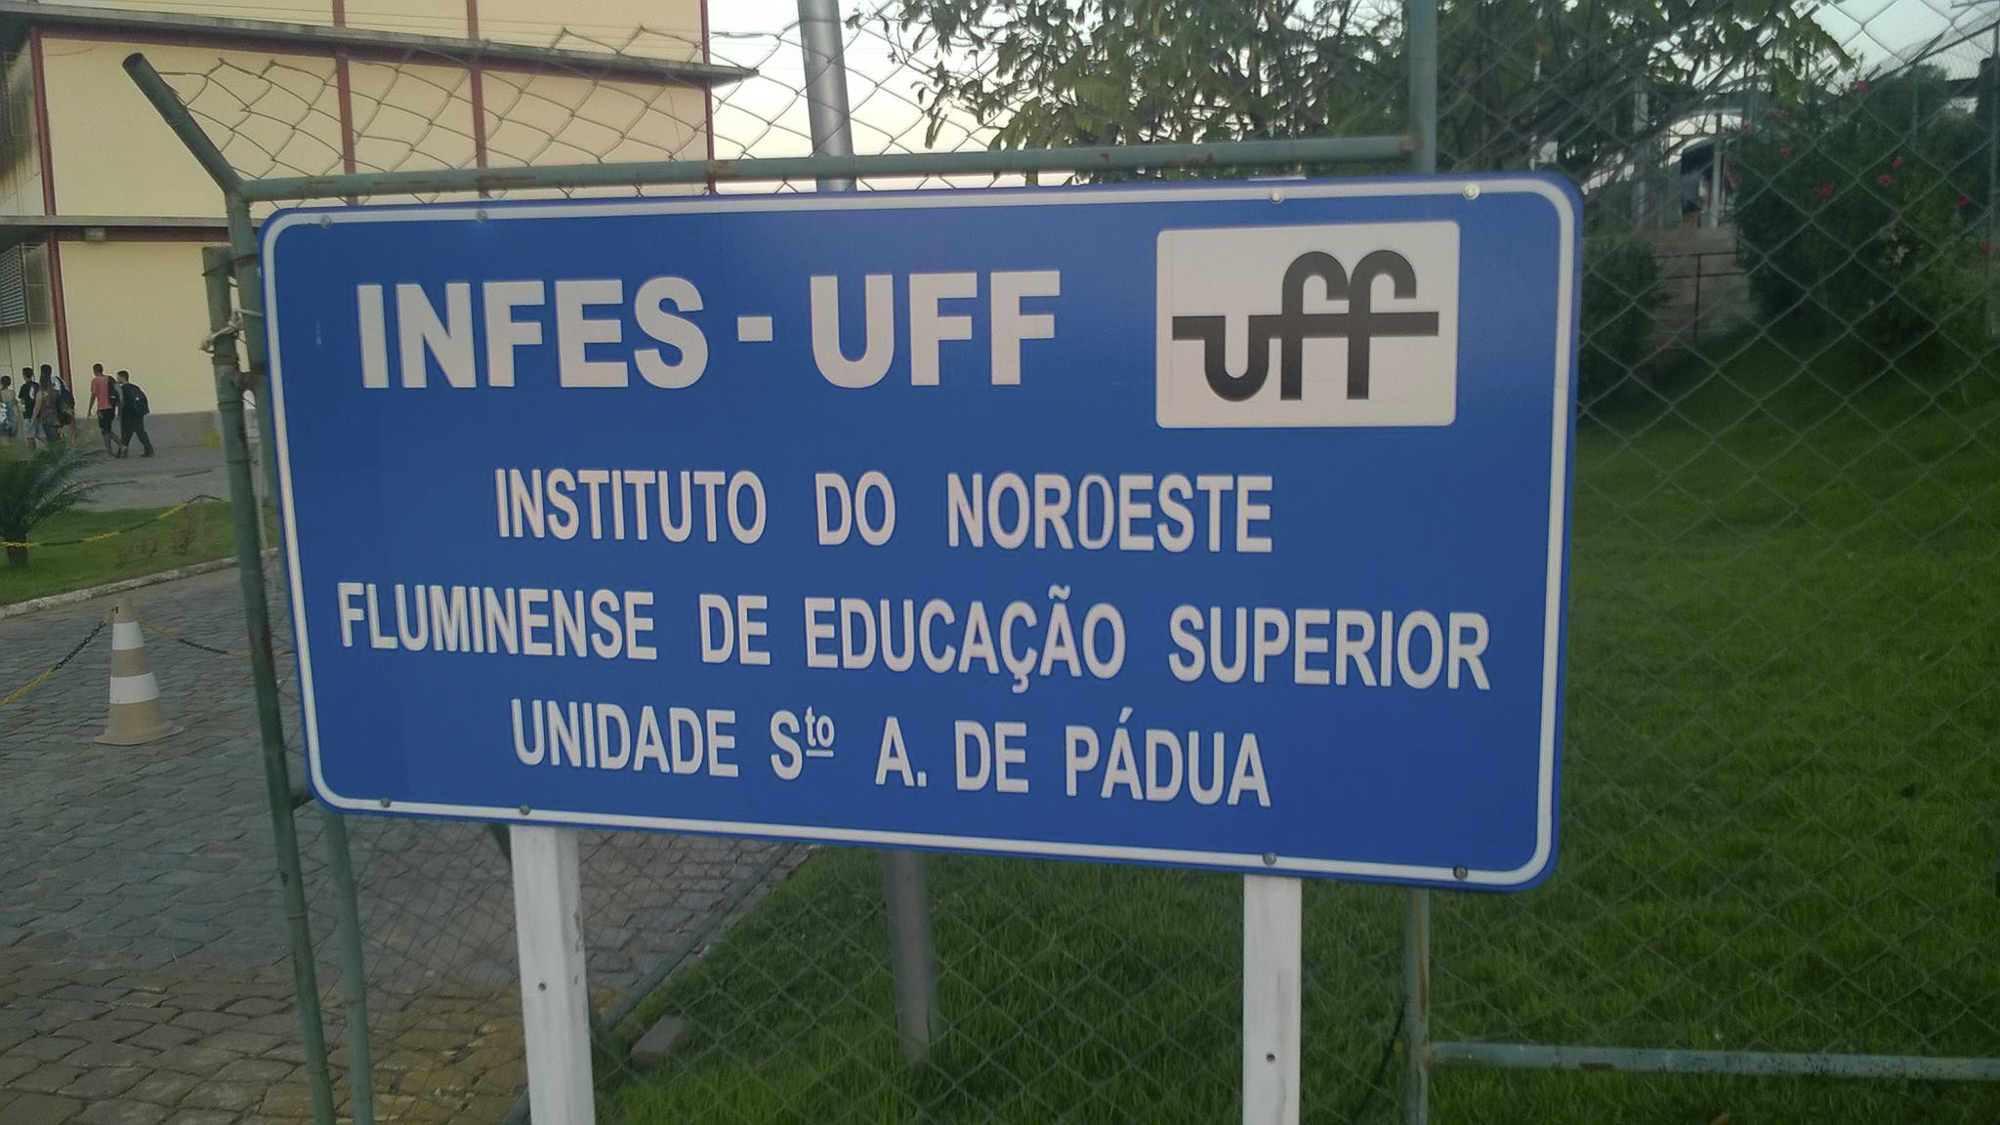 INFES - UFF
uff
INSTITUTO DO NOROESTE
FLUMINENSE DE EDUCAÇÃO SUPERIOR
UNIDADE Sto A. DE PÁDUA